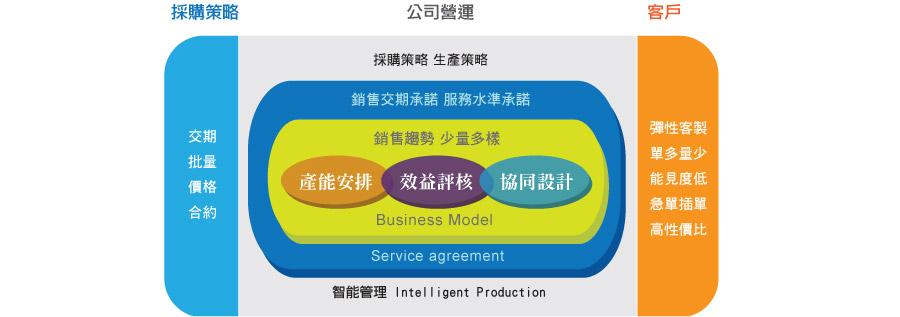 採購策略
公司營運
客戶
交期
批量
價格
合約
採購策略 生產策略
銷售交期承諾 服務水準承諾
銷售趨勢 少量多樣
產能安排
效益評核
協同設計
Business Model
Service agreement
智能管理 Intelligent Production
彈性客製
單多量少
能見度低
急單插單
高性價比